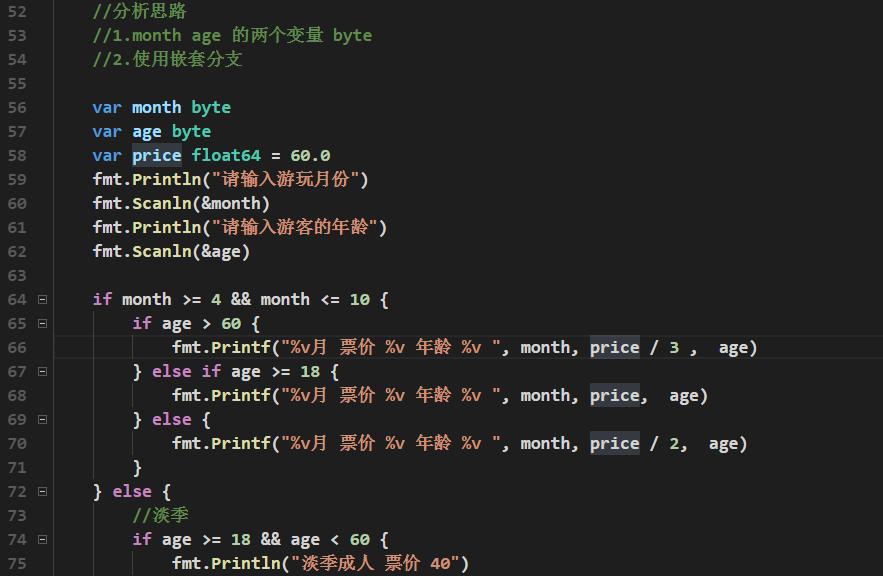 52 //分析思路
53 //1.month age 的两个变量 byte
54 //2.使用嵌套分支
55
56 var month byte
57 var age byte
58 var price float64 = 60.0
59 fmt.Println("请输入游玩月份")
60 fmt.Scanln(&month)
61 fmt.Println("请输入游客的年龄")
62 fmt.Scanln(&age)
63
64 if month >= 4 && month <= 10 {
65 if age > 60 {
66 fmt.Printf("%v月 票价 %v 年龄 %v ", month, price / 3 ,  age)
67 } else if age >= 18 {
68 fmt.Printf("%v月 票价 %v 年龄 %v ", month, price,  age)
69 } else {
70 fmt.Printf("%v月 票价 %v 年龄 %v ", month, price / 2,  age)
71 }
72 } else {
73 //淡季
74 if age >= 18 && age < 60 {
75 fmt.Println("淡季成人 票价 40")